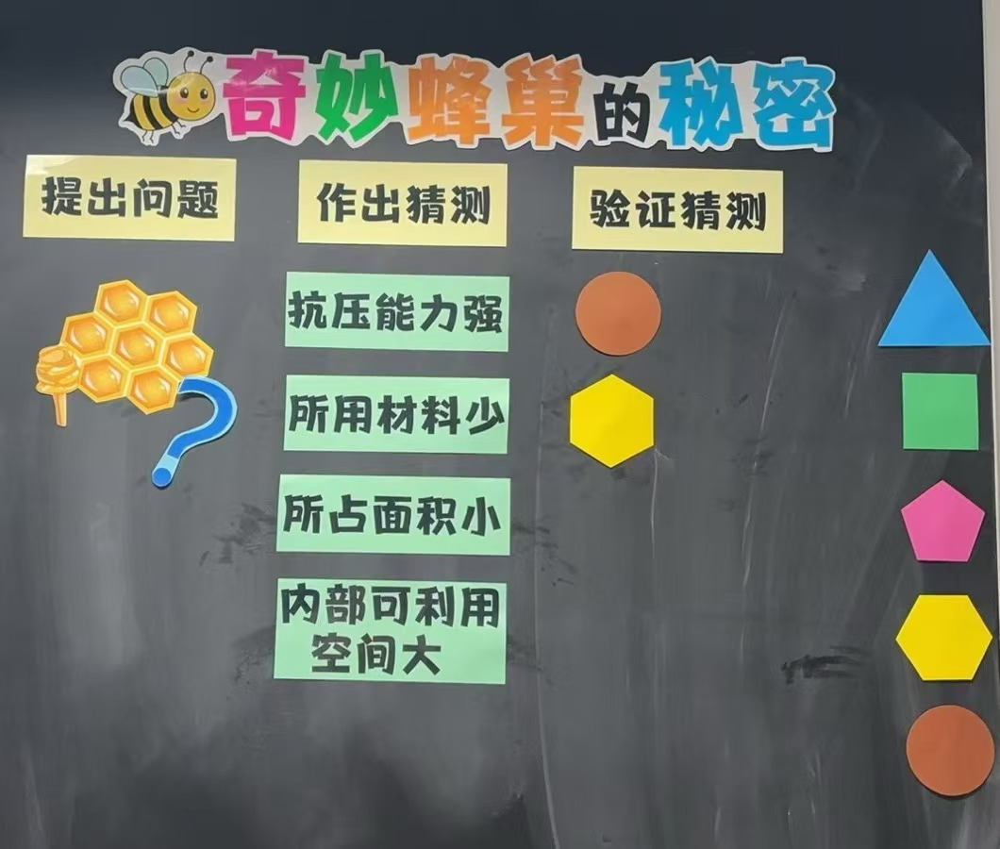 奇妙蜂巢的秘密
提出问题
作出猜测
验证猜测
抗压能力强
所用材料少
所占面积小
内部可利用
空间大